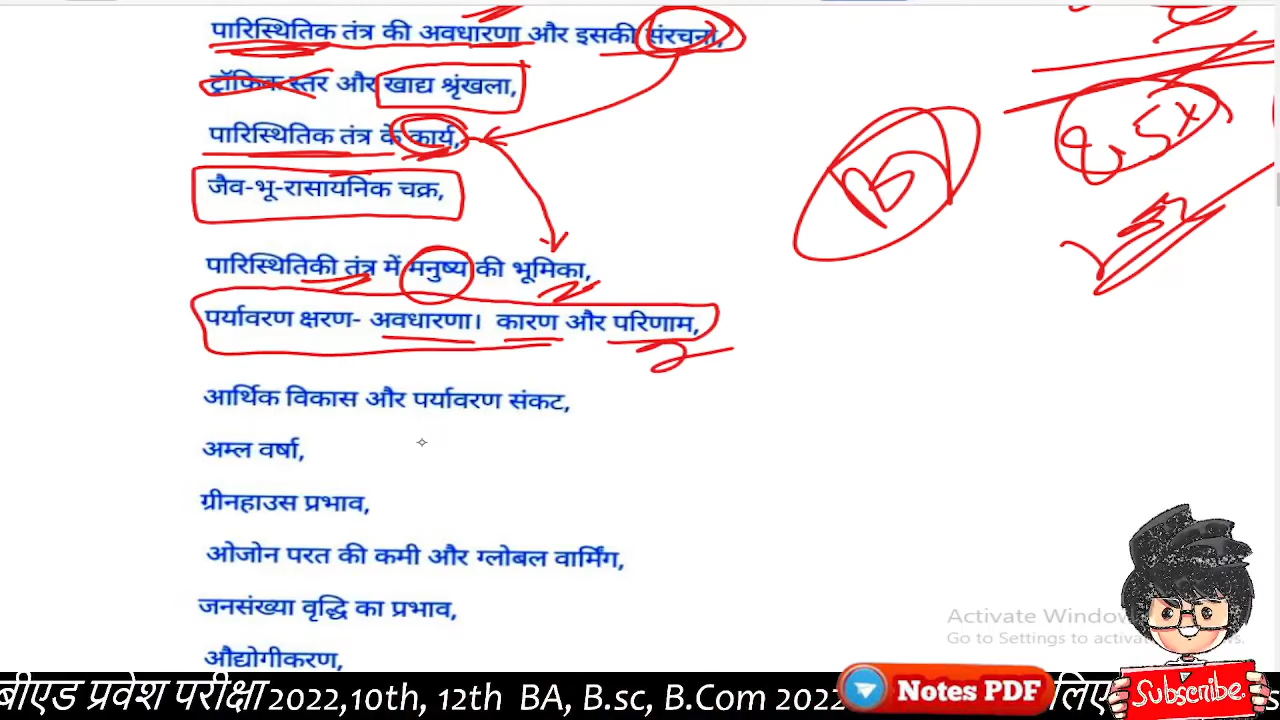 पारिस्थितिक तंत्र की अवधारणा और इसकी संरचना,
ट्रॉफिक स्तर और खाद्य श्रृंखला,
पारिस्थितिक तंत्र के कार्य,
जैव-भू-रासायनिक चक्र,
पारिस्थितिकी तंत्र में मनुष्य की भूमिका,
पर्यावरण क्षरण- अवधारणा। कारण और परिणाम,
आर्थिक विकास और पर्यावरण संकट,
अम्ल वर्षा,
ग्रीनहाउस प्रभाव,
ओजोन परत की कमी और ग्लोबल वार्मिंग,
जनसंख्या वृद्धि का प्रभाव,
औद्योगीकरण,
Activate Windows
Go to Settings to activate
बीएड प्रवेश परीक्षा 2022,10th, 12th BA, B.sc, B.Com 2022
Notes PDF
Subscribe